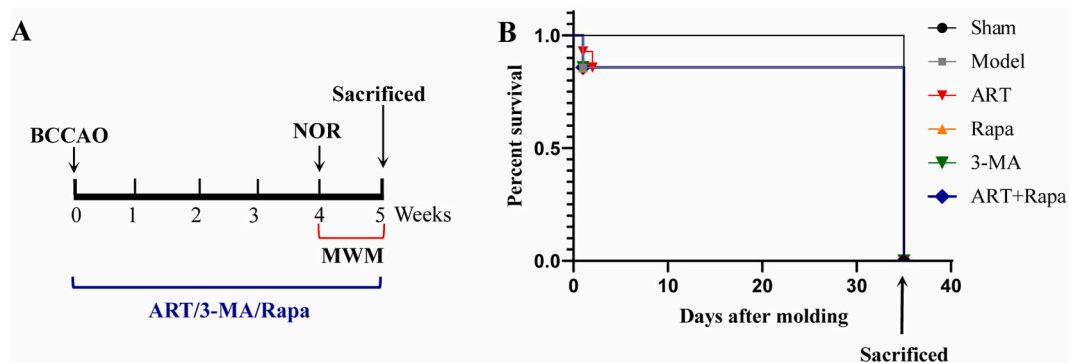 A
BCCAO
NOR
Sacrificed
0 1 2 3 4 5 Weeks
MWM
ART/3-MA/Rapa
B
Percent survival
1.0
0.5
0.0
0 10 20 30 40
Days after molding
Sacrificed
Sham
Model
ART
Rapa
3-MA
ART+Rapa